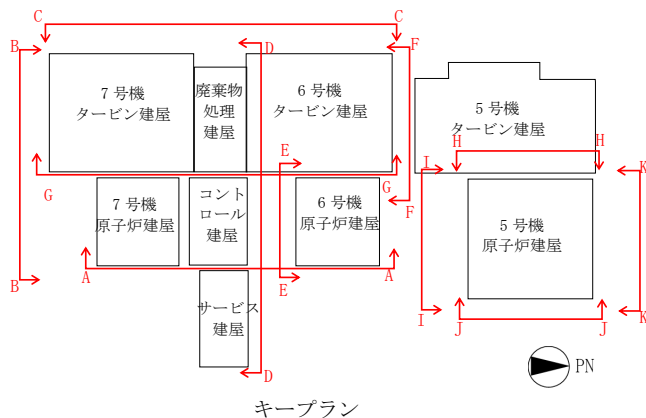 C
C
B
D
F
7 号機
タービン建屋
廃棄物
処理
建屋
6 号機
タービン建屋
5 号機
タービン建屋
E
I
H
H
K
G
G
F
7 号機
原子炉建屋
コント
ロール
建屋
6 号機
原子炉建屋
5 号機
原子炉建屋
B
A
A
E
サービス
建屋
I
J
J
K
D
PN
キープラン